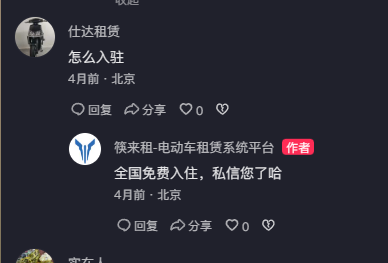 收起
仕达租赁
怎么入驻
4月前 · 北京
回复 分享 0
筷来租-电动车租赁系统平台 作者
全国免费入住，私信您了哈
4月前 · 北京
回复 分享 0